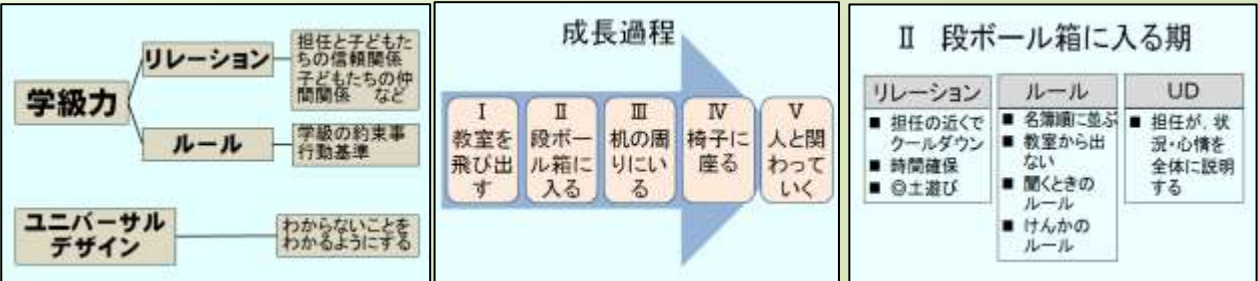 学級力
リレーション
担任と子どもた
ちの信頼関係
子どもたちの仲
間関係　など
ルール
学級の約束事
行動基準
ユニバーサル
デザイン
わからないことを
わかるようにする
成長過程
Ⅰ
教室を
飛び出
す
Ⅱ
段ボー
ル箱に
入る
Ⅲ
机の周
りにい
る
Ⅳ
椅子に
座る
Ⅴ
人と関
わって
いく
Ⅱ　段ボール箱に入る期
リレーション
■ 担任の近くで
クールダウン
■ 時間確保
■ ◎土遊び
ルール
■ 名簿順に並ぶ
■ 教室から出
ない
■ 聞くときの
ルール
■ けんかの
ルール
UD
■ 担任が，状
況・心情を
全体に説明
する